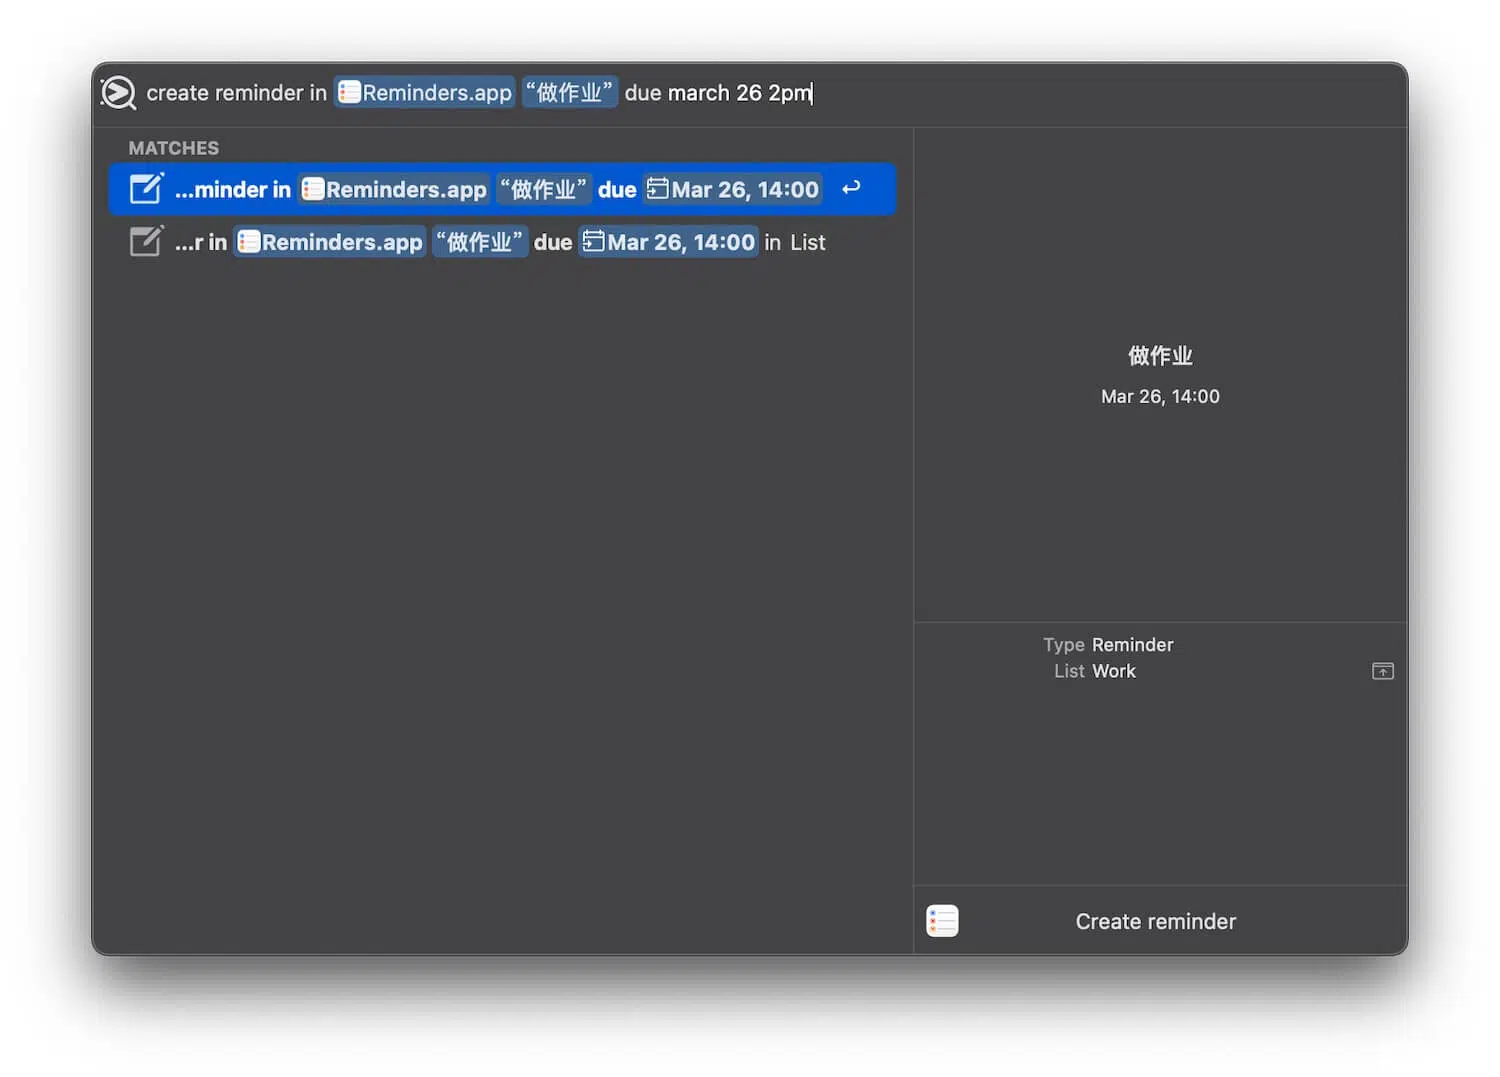 create reminder in Reminders.app “做作业” due march 26 2pm
MATCHES
...minder in Reminders.app “做作业” due Mar 26, 14:00
...r in Reminders.app “做作业” due Mar 26, 14:00 in List
做作业
Mar 26, 14:00
Type Reminder
List Work
Create reminder